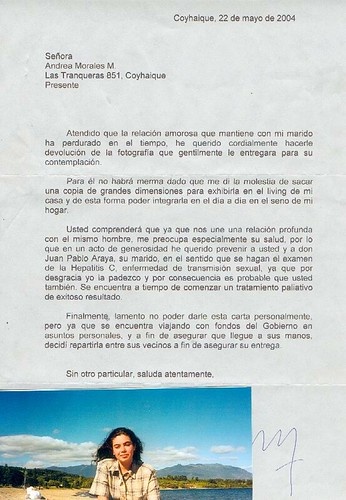 Coyhaique, 22 de mayo de 2004
Señora
Andrea Morales M.
Las Tranqueras 851, Coyhaique
Presente
Atendido que la relación amorosa que mantiene con mi marido
ha perdurado en el tiempo, he querido cordialmente hacerle
devolución de la fotografía que gentilmente le entregara para su
contemplación.
Para él no habrá merma dado que me di la molestia de sacar
una copia de grandes dimensiones para exhibirla en el living de mi
casa y de esta forma poder integrarla en el día a día en el seno de mi
hogar.
Usted comprenderá que ya que nos une una relación profunda
con el mismo hombre, me preocupa especialmente su salud, por lo
que en un acto de generosidad he querido prevenir a usted y a don
Juan Pablo Araya, su marido, en el sentido que se hagan el examen
de la Hepatitis C, enfermedad de transmisión sexual, ya que por
desgracia yo la padezco y por consecuencia es probable que usted
también. Se encuentra a tiempo de comenzar un tratamiento paliativo
de exitoso resultado.
Finalmente, lamento no poder darle esta carta personalmente,
pero ya que se encuentra viajando con fondos del Gobierno en
asuntos personales, y a fin de asegurar que llegue a sus manos,
decidí repartirla entre sus vecinos a fin de asegurar su entrega.
Sin otro particular, saluda atentamente,